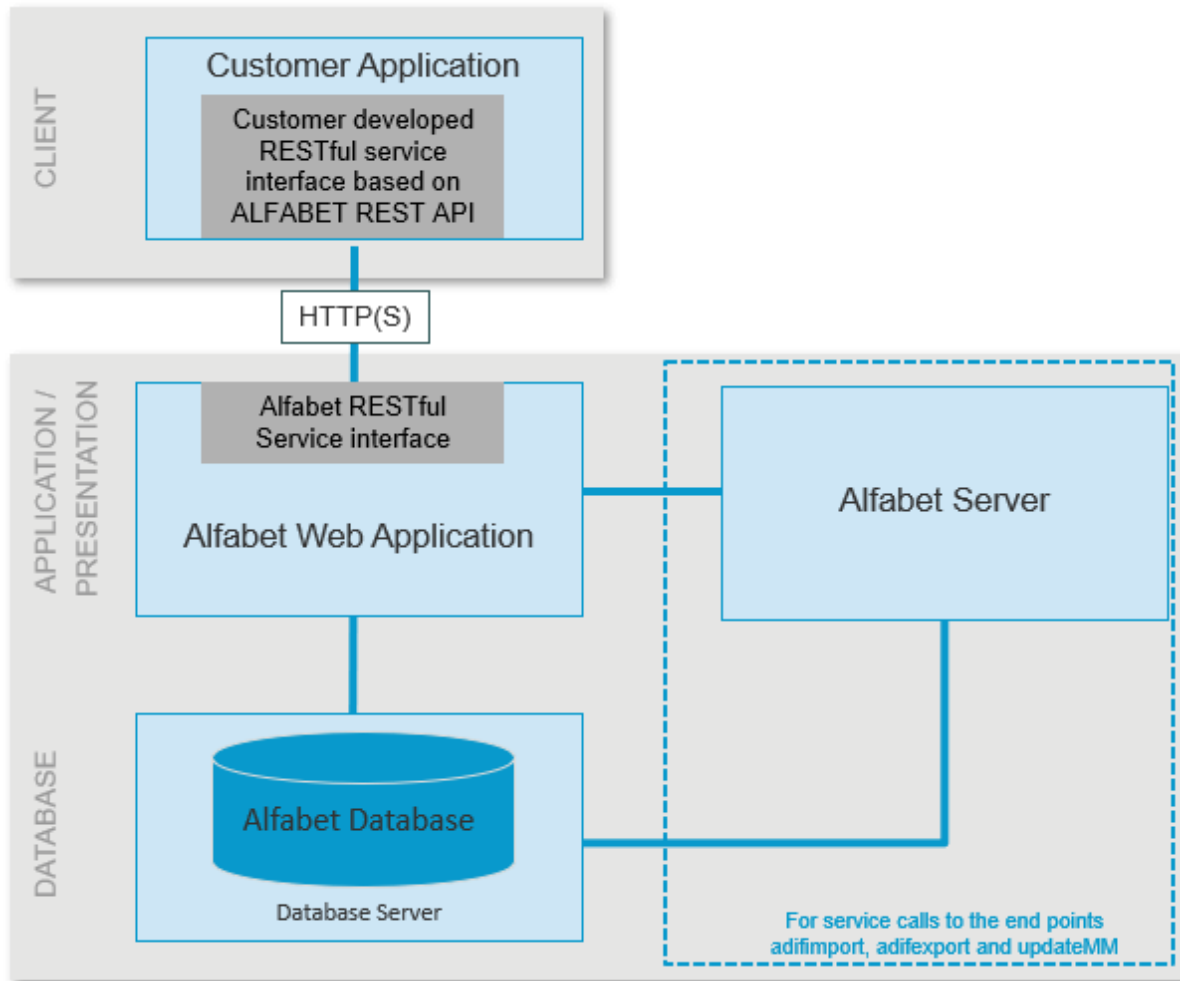 CLIENT
Customer Application
Customer developed
RESTful service
interface based on
ALFABET REST API
HTTP(S)
APPLICATION /
PRESENTATION
Alfabet RESTful
Service interface
Alfabet Web Application
Alfabet Server
DATABASE
Alfabet Database
Database Server
For service calls to the end points
adifimport, adifexport and updateMM